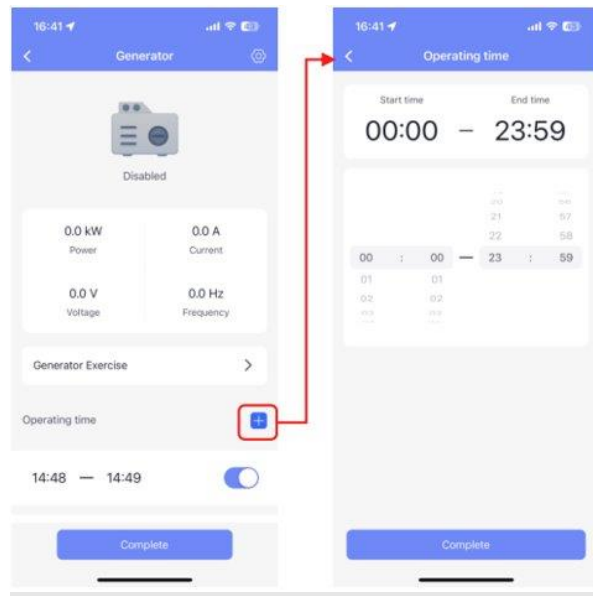 16:41
43
Generator
Disabled
0.0 kW
0.0 A
Power
Current
0.0 V
0.0 Hz
Voltage
Frequency
Generator Exercise
Operating time
14:48 — 14:49
Complete
16:41
43
Operating time
Start time
End time
00:00 – 23:59
21 57
22 58
00 : 00 — 23 : 59
01 01
02 02
Complete